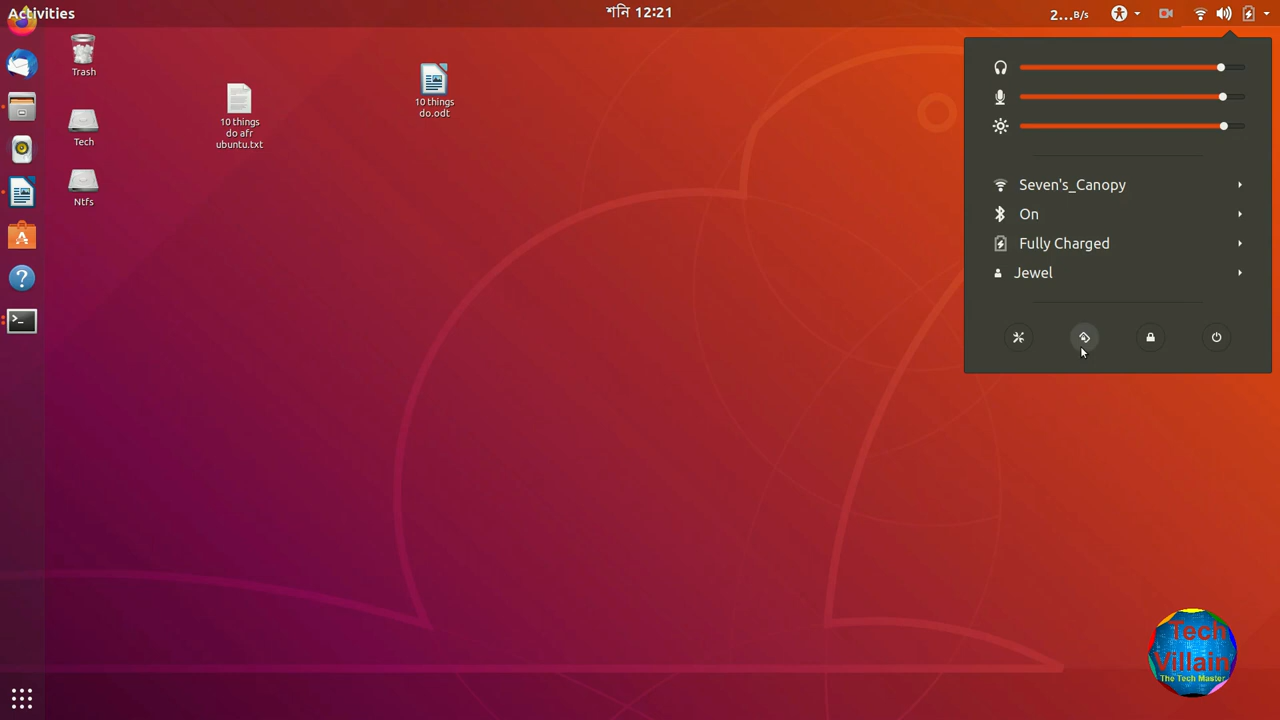 Activities
শনি 12:21
2...B/s
Trash
Tech
Ntfs
10 things
do afr
ubuntu.txt
10 things
do.odt
Seven's_Canopy
On
Fully Charged
Jewel
Tech
Villain
The Tech Master